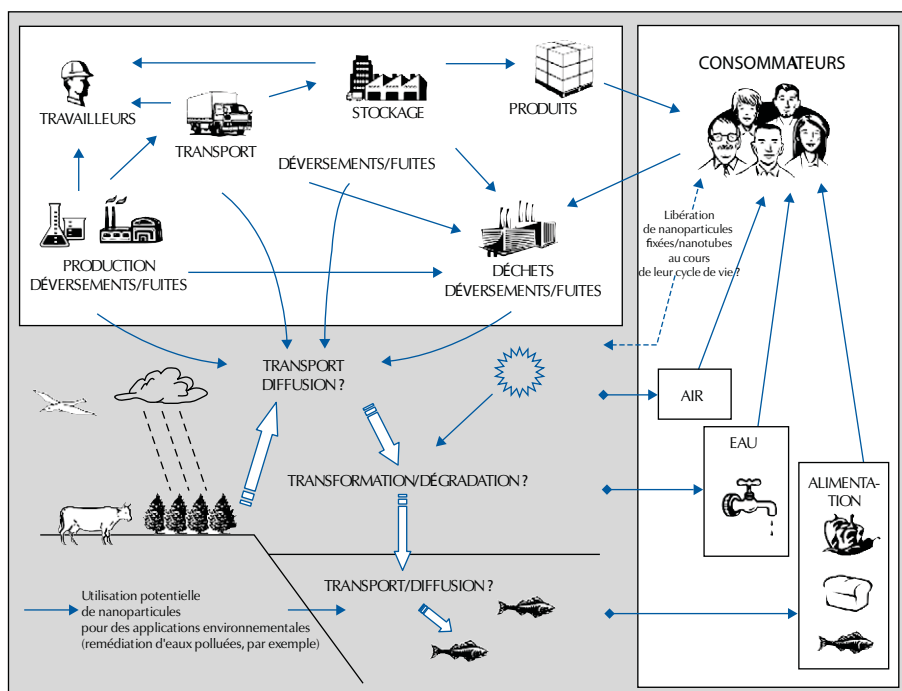 CONSOMMATEURS
TRAVAILLEURS
TRANSPORT
STOCKAGE
PRODUITS
DÉVERSEMENTS/FUITES
PRODUCTION
DÉVERSEMENTS/FUITES
DÉCHETS
DÉVERSEMENTS/FUITES
Libération
de nanoparticules
fixées/nanotubes
au cours
de leur cycle de vie ?
TRANSPORT
DIFFUSION ?
AIR
EAU
TRANSFORMATION/DÉGRADATION ?
ALIMENTA-
TION
TRANSPORT/DIFFUSION ?
Utilisation potentielle
de nanoparticules
pour des applications environnementales
(remédiation d'eaux polluées, par exemple)